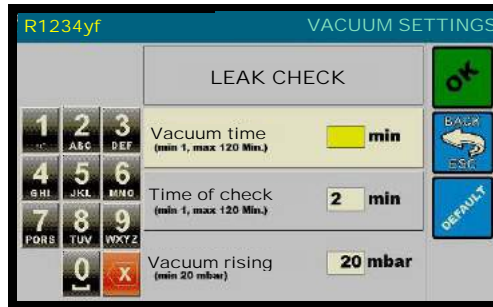 R1234yf VACUUM SETTINGS
LEAK CHECK
OK
1 2 ABC 3 DEF
Vacuum time min
(min 1, max 120 Min.)
BACK
ESC
4 GHI 5 JKL 6 MNO
Time of check 2 min
(min 1, max 120 Min.)
DEFAULT
7 PQRS 8 TUV 9 WXYZ
0 X
Vacuum rising 20 mbar
(min 20 mbar)